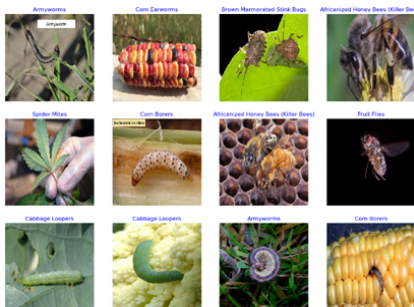 Armyworms
Corn Earworms
Brown Marmorated Stink Bugs
Africanized Honey Bees (Killer Bee
Armyworm
Spider Mites
Corn Borers
Africanized Honey Bees (Killer Bees)
Fruit Flies
Cabbage Loopers
Cabbage Loopers
Armyworms
Corn Borers